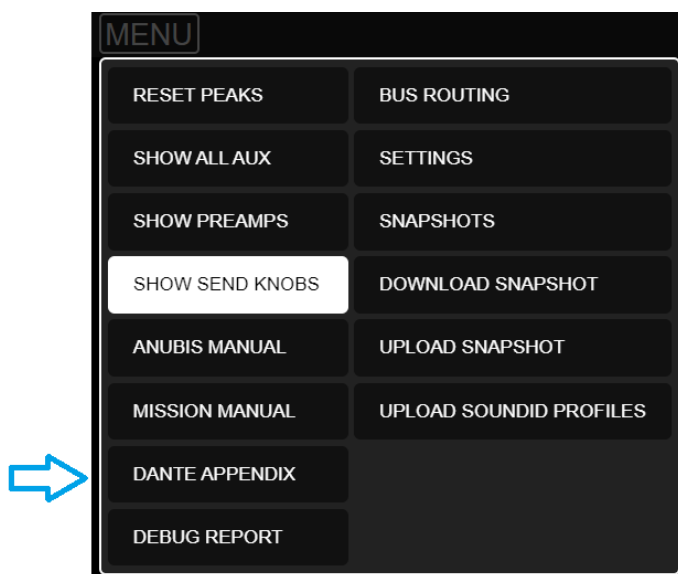 MENU
RESET PEAKS
BUS ROUTING
SHOW ALL AUX
SETTINGS
SHOW PREAMPS
SNAPSHOTS
SHOW SEND KNOBS
DOWNLOAD SNAPSHOT
ANUBIS MANUAL
UPLOAD SNAPSHOT
MISSION MANUAL
UPLOAD SOUNDID PROFILES
DANTE APPENDIX
DEBUG REPORT